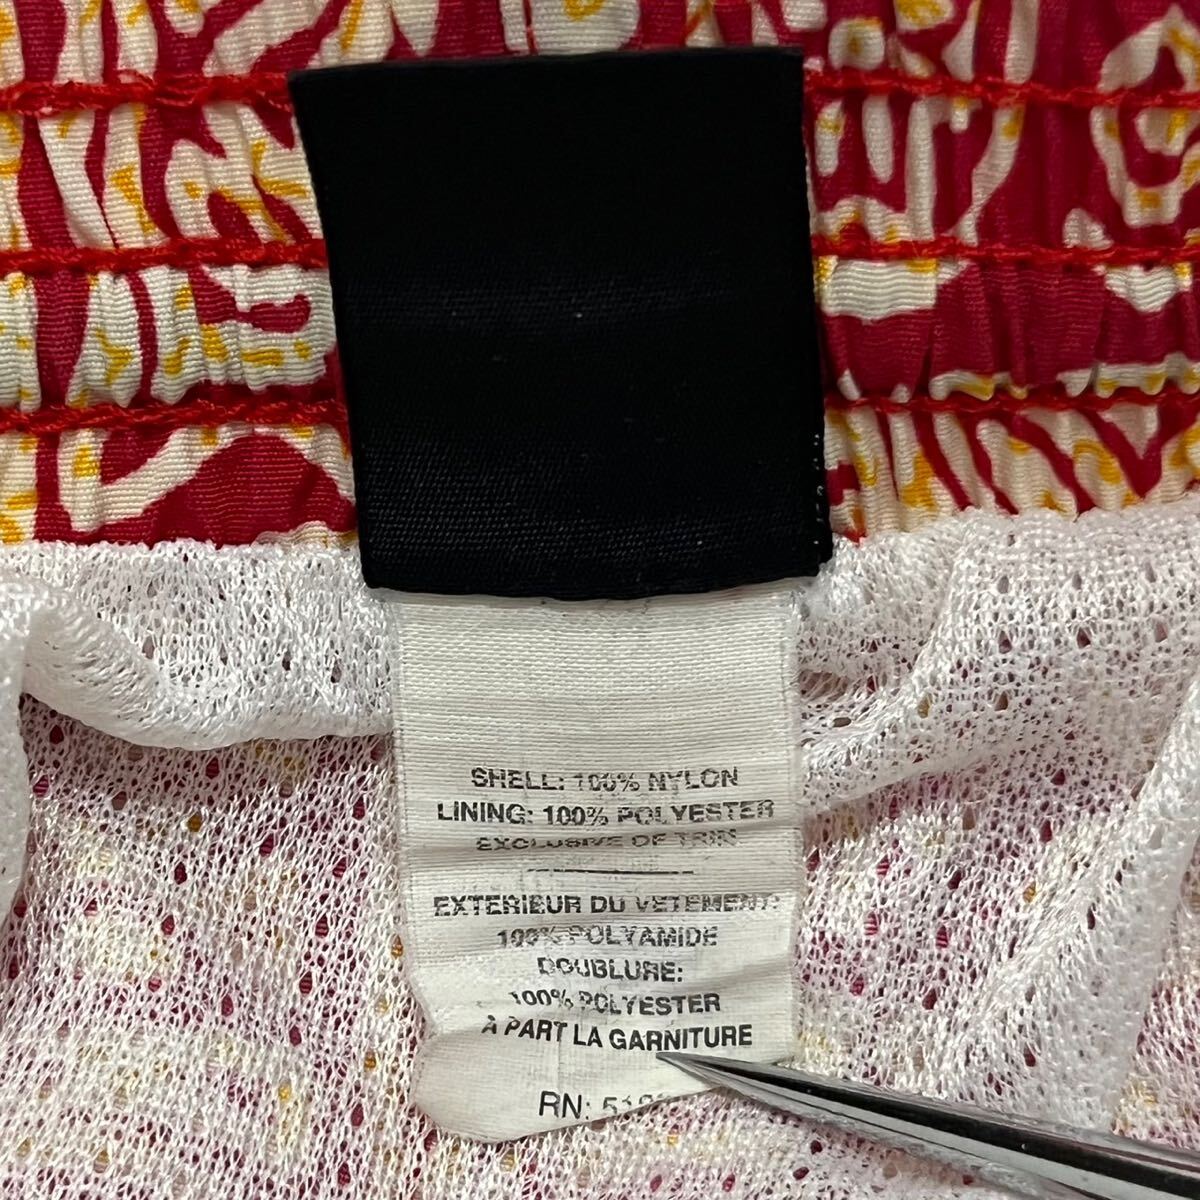 SHELL: 100% NYLON
LINING: 100% POLYESTER
EXCLUSIVE OF TRIM
EXTERIEUR DU VETEMENT:
100% POLYAMIDE
DOUBLURE:
100% POLYESTER
À PART LA GARNITURE
RN: